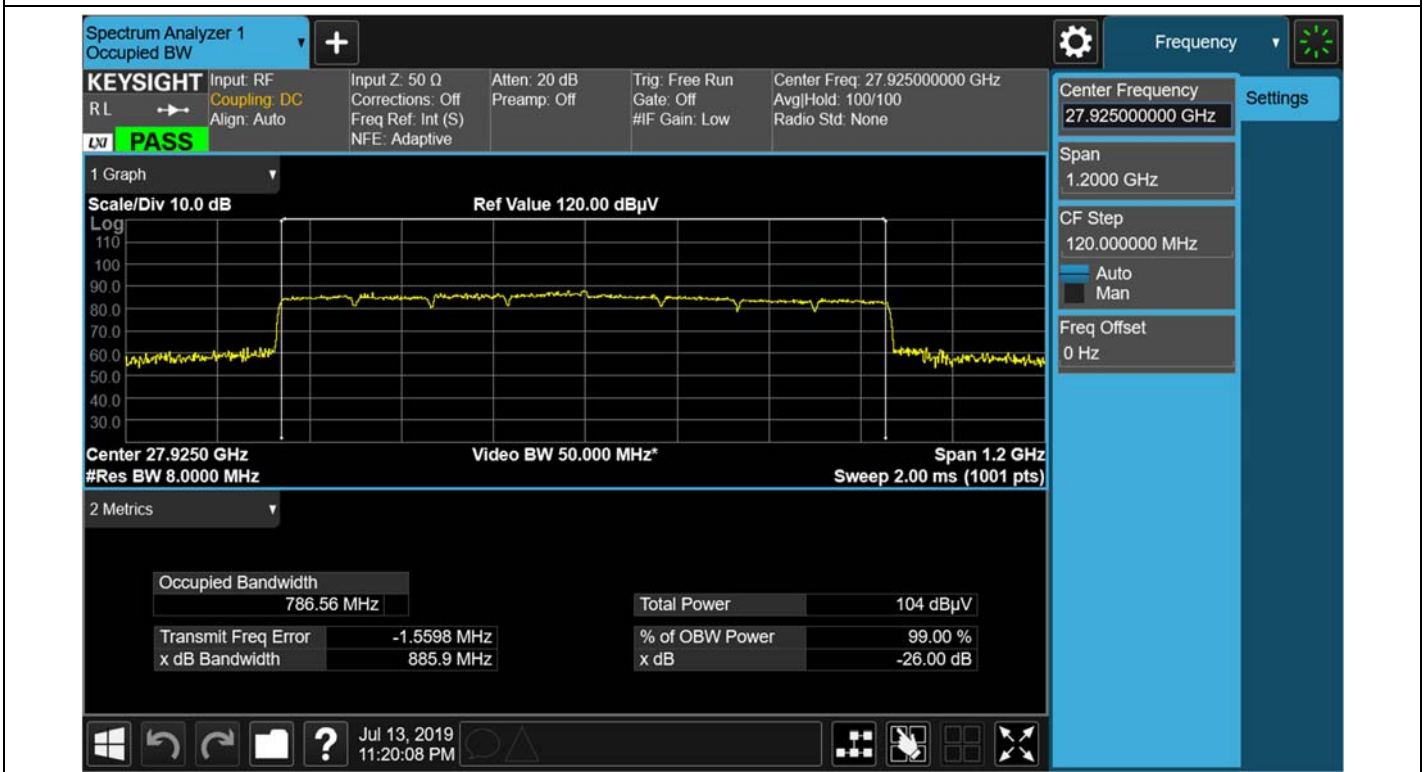 Spectrum Analyzer 1
Occupied BW
+
Frequency
KEYSIGHT
R L
LXI PASS
Input: RF
Coupling: DC
Align: Auto
Input Z: 50 Ω
Corrections: Off
Freq Ref: Int (S)
NFE: Adaptive
Atten: 20 dB
Preamp: Off
Trig: Free Run
Gate: Off
#IF Gain: Low
Center Freq: 27.925000000 GHz
Avg|Hold: 100/100
Radio Std: None
1 Graph
Scale/Div 10.0 dB
Ref Value 120.00 dBµV
Log
110
100
90.0
80.0
70.0
60.0
50.0
40.0
30.0
Center 27.9250 GHz
Video BW 50.000 MHz*
Span 1.2 GHz
#Res BW 8.0000 MHz
Sweep 2.00 ms (1001 pts)
2 Metrics
Occupied Bandwidth
786.56 MHz
Total Power 104 dBµV
Transmit Freq Error -1.5598 MHz
% of OBW Power 99.00 %
x dB Bandwidth 885.9 MHz
x dB -26.00 dB
Center Frequency
27.925000000 GHz
Settings
Span
1.2000 GHz
CF Step
120.000000 MHz
Auto
Man
Freq Offset
0 Hz
?
Jul 13, 2019
11:20:08 PM